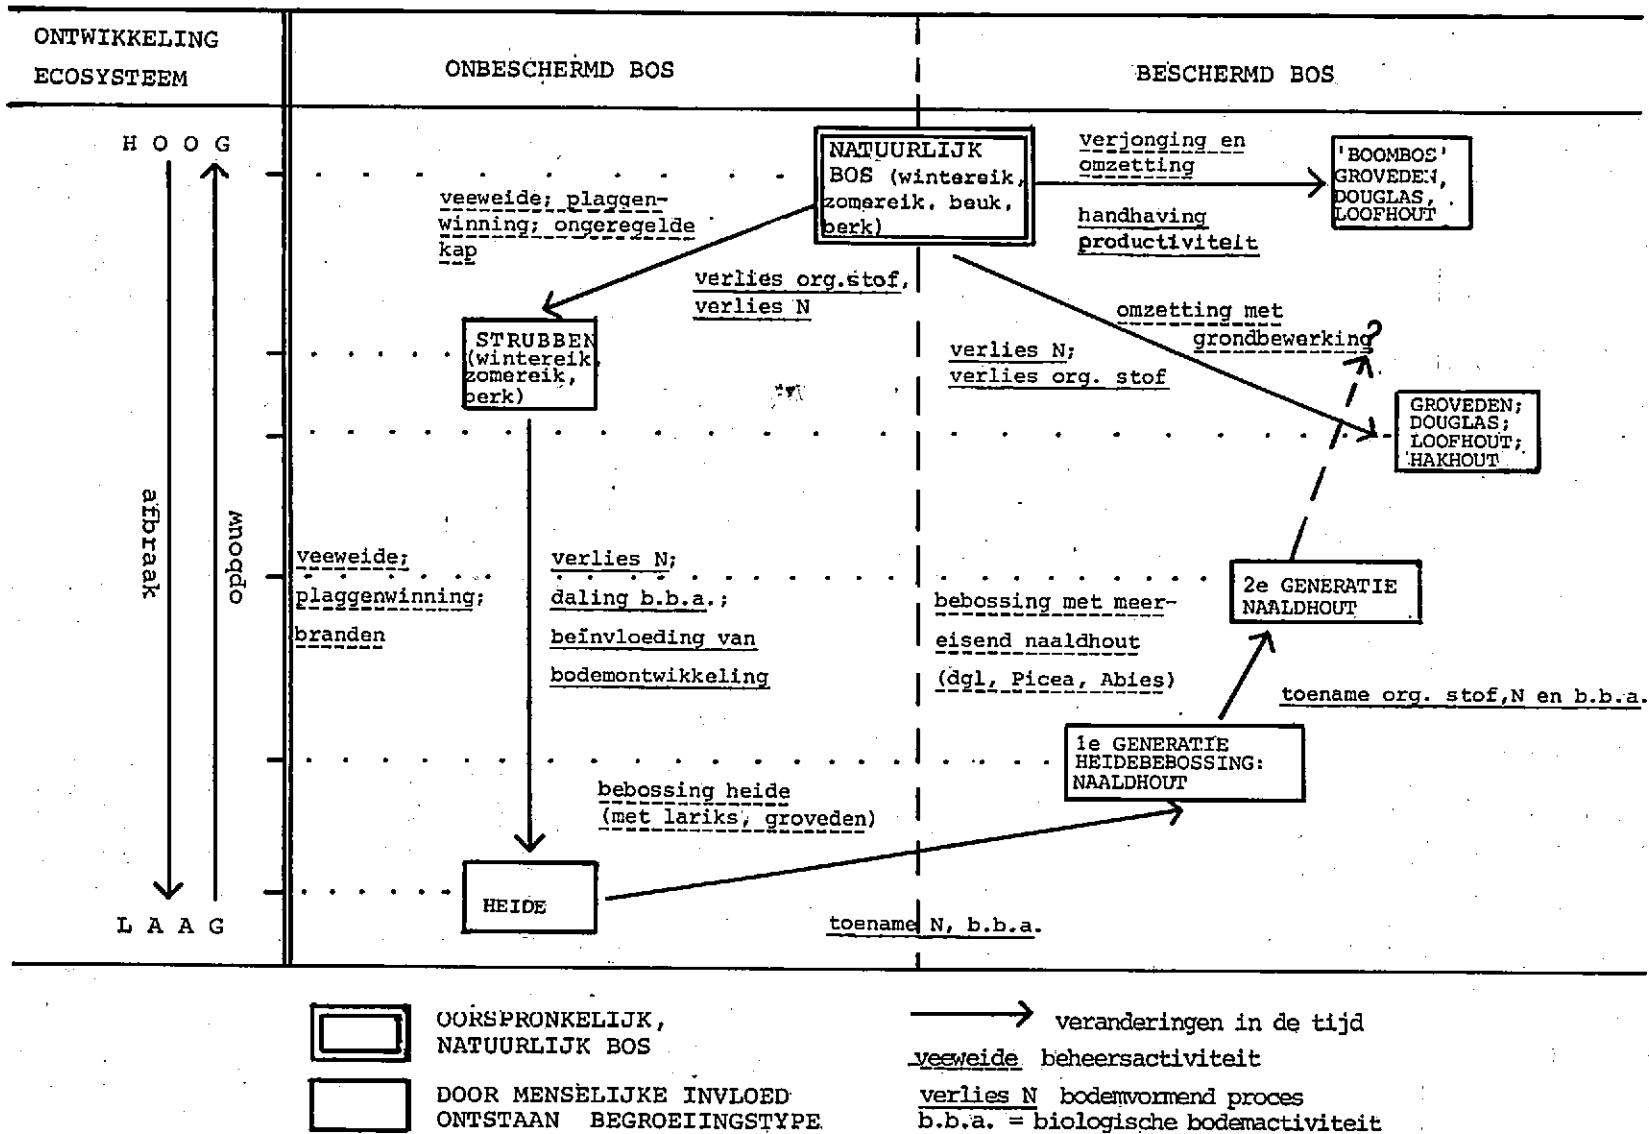 ONTWIKKELING
ECOSYSTEEM
ONBESCHERMD BOS
BESCHERMD BOS
H O O G
afbraak
opbouw
L A A G
NATUURLIJK
BOS (wintereik,
zomereik, beuk,
berk)
verjonging en
omzetting
handhaving
productiviteit
'BOOMBOS'
GROVEDEN,
DOUGLAS,
LOOFHOUT
veeweide; plaggen-
winning; ongeregelde
kap
verlies org.stof,
verlies N
STRUBBEN
(wintereik,
zomereik,
berk)
omzetting met
grondbewerking
?
verlies N;
verlies org. stof
GROVEDEN;
DOUGLAS;
LOOFHOUT;
HAKHOUT
veeweide;
plaggenwinning;
branden
verlies N;
daling b.b.a.;
beïnvloeding van
bodemontwikkeling
bebossing met meer-
eisend naaldhout
(dgl, Picea, Abies)
2e GENERATIE
NAALDHOUT
toename org. stof,N en b.b.a.
1e GENERATIE
HEIDEBEBOSSING:
NAALDHOUT
bebossing heide
(met lariks, groveden)
HEIDE
toename N, b.b.a.
OORSPRONKELIJK,
NATUURLIJK BOS
DOOR MENSELIJKE INVLOED
ONTSTAAN BEGROEIINGSTYPE
veranderingen in de tijd
veeweide beheersactiviteit
verlies N bodemvormend proces
b.b.a. = biologische bodemactiviteit